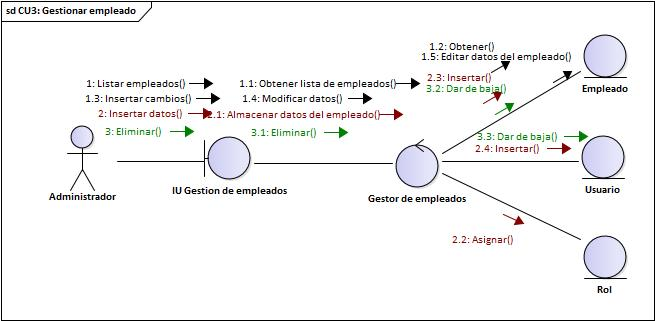 sd CU3: Gestionar empleado
1.2: Obtener()
1.5: Editar datos del empleado()
1: Listar empleados()
1.1: Obtener lista de empleados()
2.3: Insertar()
3.2: Dar de baja()
Empleado
1.3: Insertar cambios()
1.4: Modificar datos()
2: Insertar datos()
2.1: Almacenar datos del empleado()
3: Eliminar()
3.1: Eliminar()
3.3: Dar de baja()
2.4: Insertar()
Administrador
IU Gestion de empleados
Gestor de empleados
Usuario
2.2: Asignar()
Rol